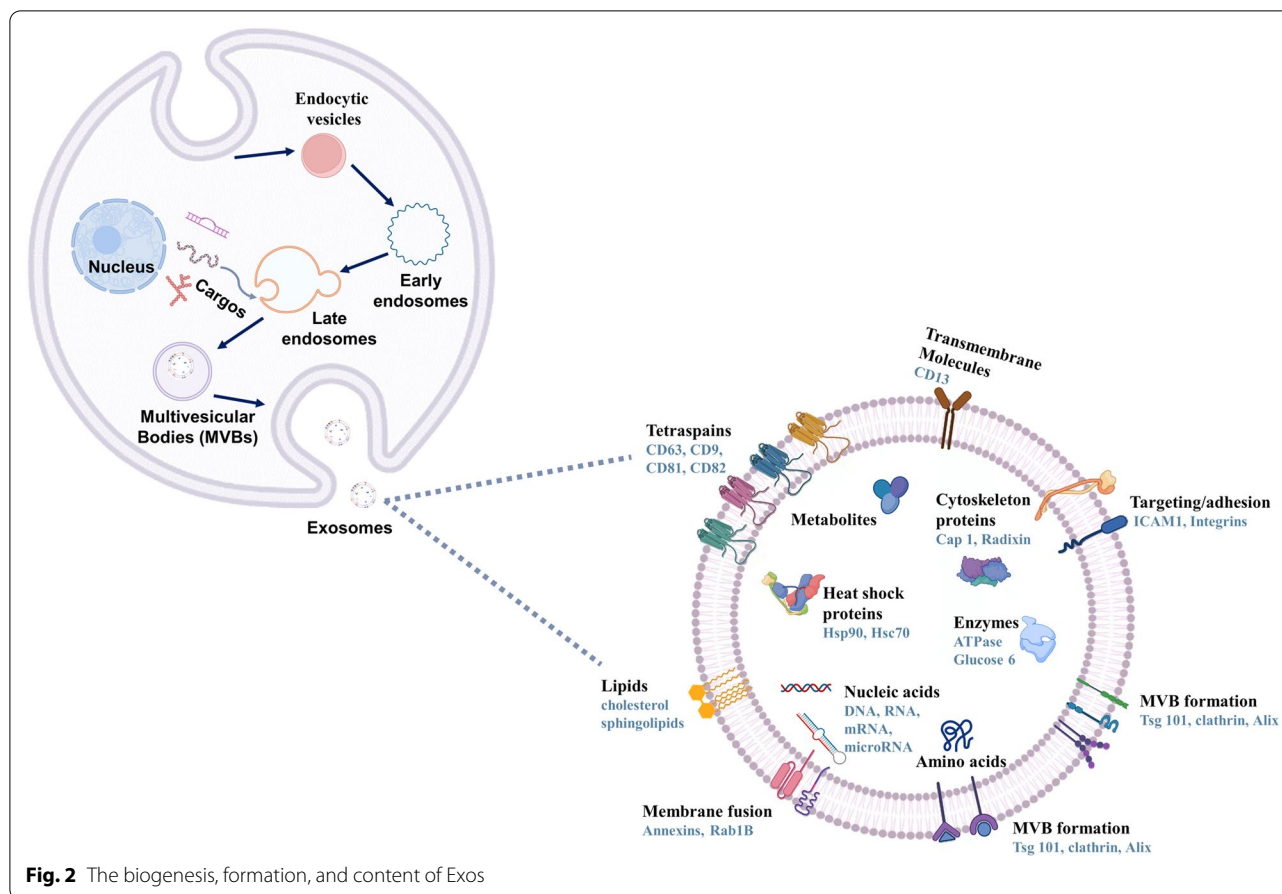 Endocytic
vesicles
Nucleus
Cargos
Early
endosomes
Late
endosomes
Multivesicular
Bodies (MVBs)
Exosomes
Transmembrane
Molecules
CD13
Tetraspains
CD63, CD9,
CD81, CD82
Metabolites
Cytoskeleton
proteins
Cap 1, Radixin
Targeting/adhesion
ICAM1, Integrins
Heat shock
proteins
Hsp90, Hsc70
Enzymes
ATPase
Glucose 6
Lipids
cholesterol
sphingolipids
Nucleic acids
DNA, RNA,
mRNA,
microRNA
MVB formation
Tsg 101, clathrin, Alix
Amino acids
Membrane fusion
Annexins, Rab1B
MVB formation
Tsg 101, clathrin, Alix
Fig. 2 The biogenesis, formation, and content of Exos